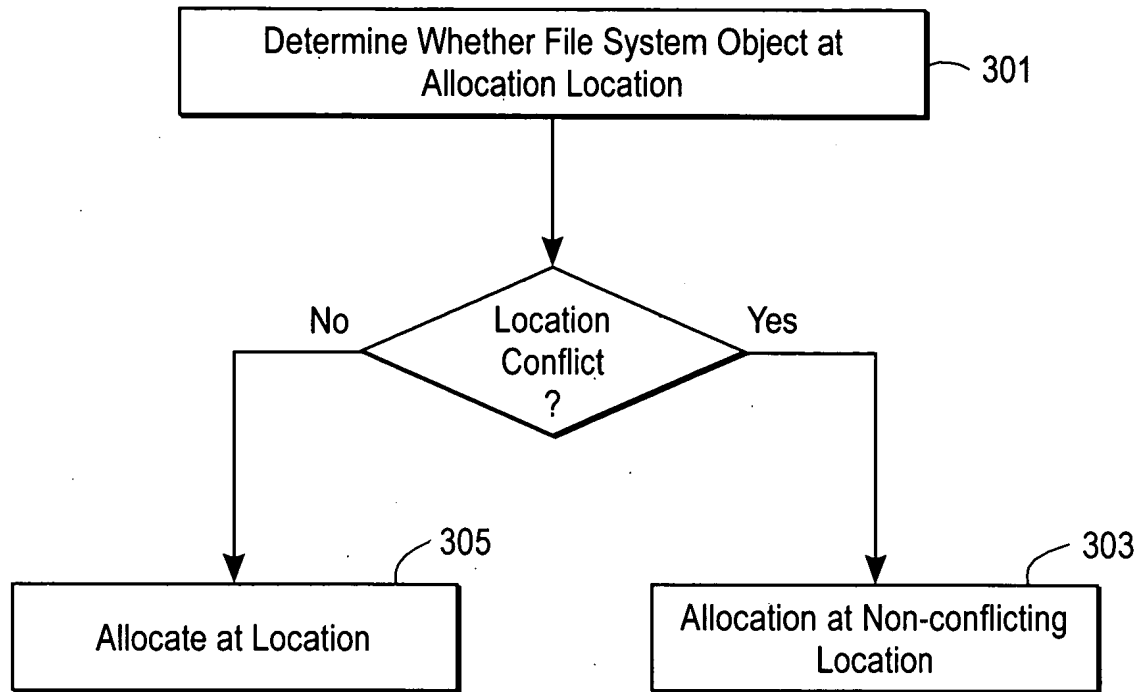 Determine Whether File System Object at
Allocation Location
301
No
Location
Conflict
?
Yes
305
303
Allocate at Location
Allocation at Non-conflicting
Location